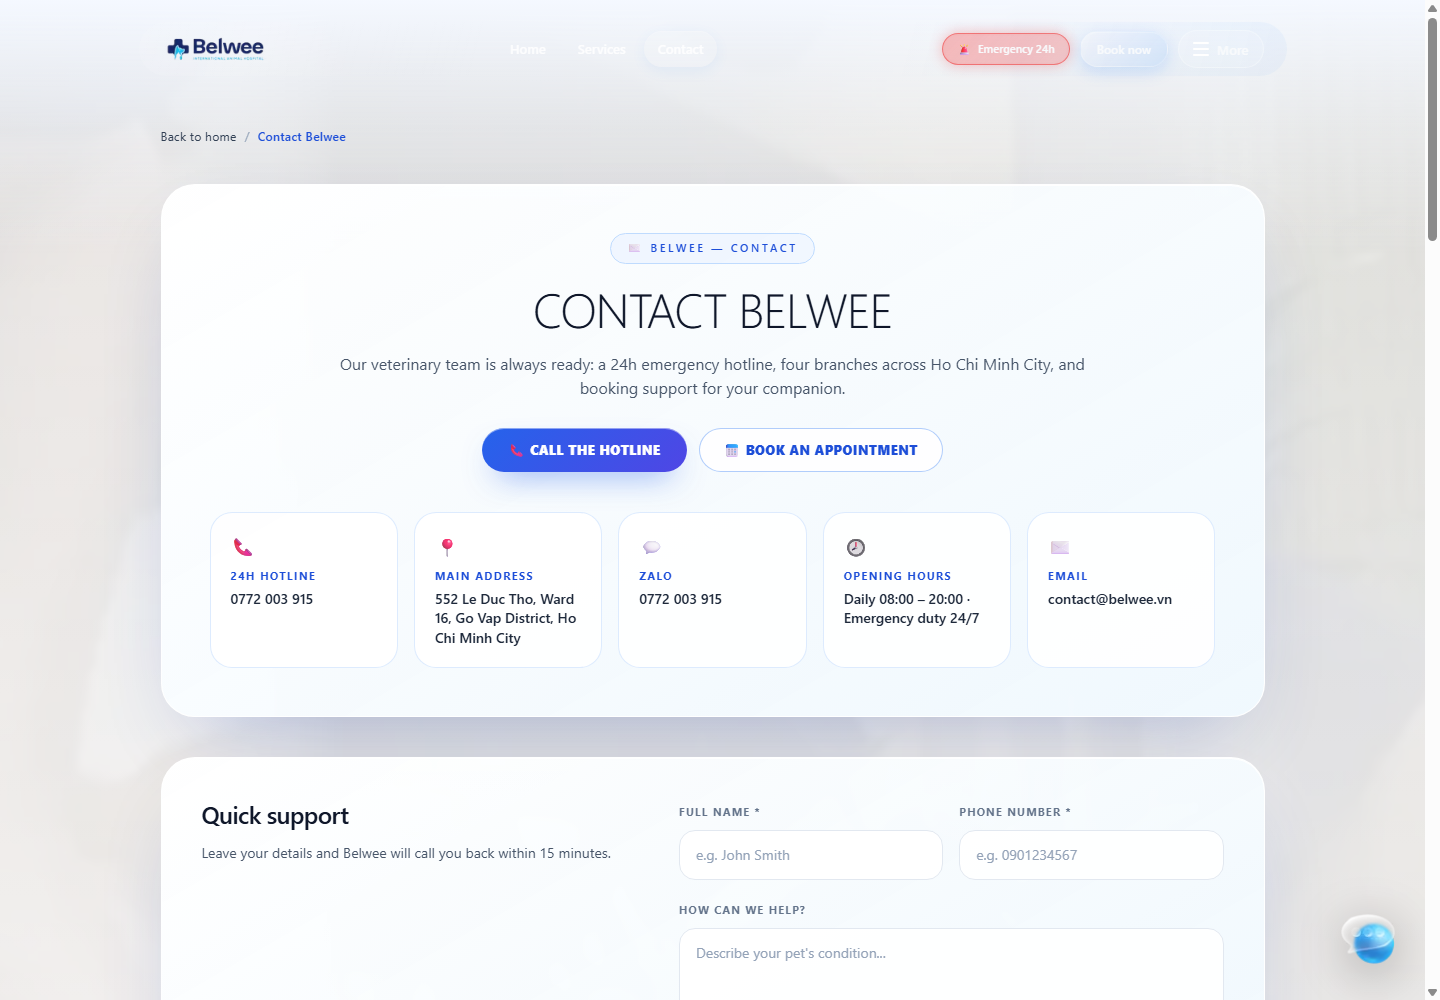 Belwee
INTERNATIONAL ANIMAL HOSPITAL
Home
Services
Contact
Emergency 24h
Book now
More
Back to home / Contact Belwee
BELWEE — CONTACT
CONTACT BELWEE
Our veterinary team is always ready: a 24h emergency hotline, four branches across Ho Chi Minh City, and
booking support for your companion.
CALL THE HOTLINE
BOOK AN APPOINTMENT
24H HOTLINE
0772 003 915
MAIN ADDRESS
552 Le Duc Tho, Ward
16, Go Vap District, Ho
Chi Minh City
ZALO
0772 003 915
OPENING HOURS
Daily 08:00 – 20:00 ·
Emergency duty 24/7
EMAIL
contact@belwee.vn
Quick support
Leave your details and Belwee will call you back within 15 minutes.
FULL NAME *
e.g. John Smith
PHONE NUMBER *
e.g. 0901234567
HOW CAN WE HELP?
Describe your pet's condition...